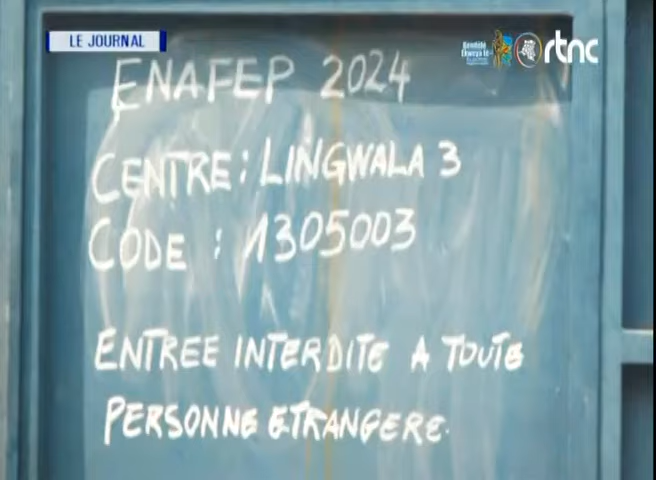 LE JOURNAL
rtnc
ENAFEP 2024
CENTRE: LINGWALA 3
CODE : 1305003
ENTREE INTERDITE A TOUTE
PERSONNE ETRANGERE.